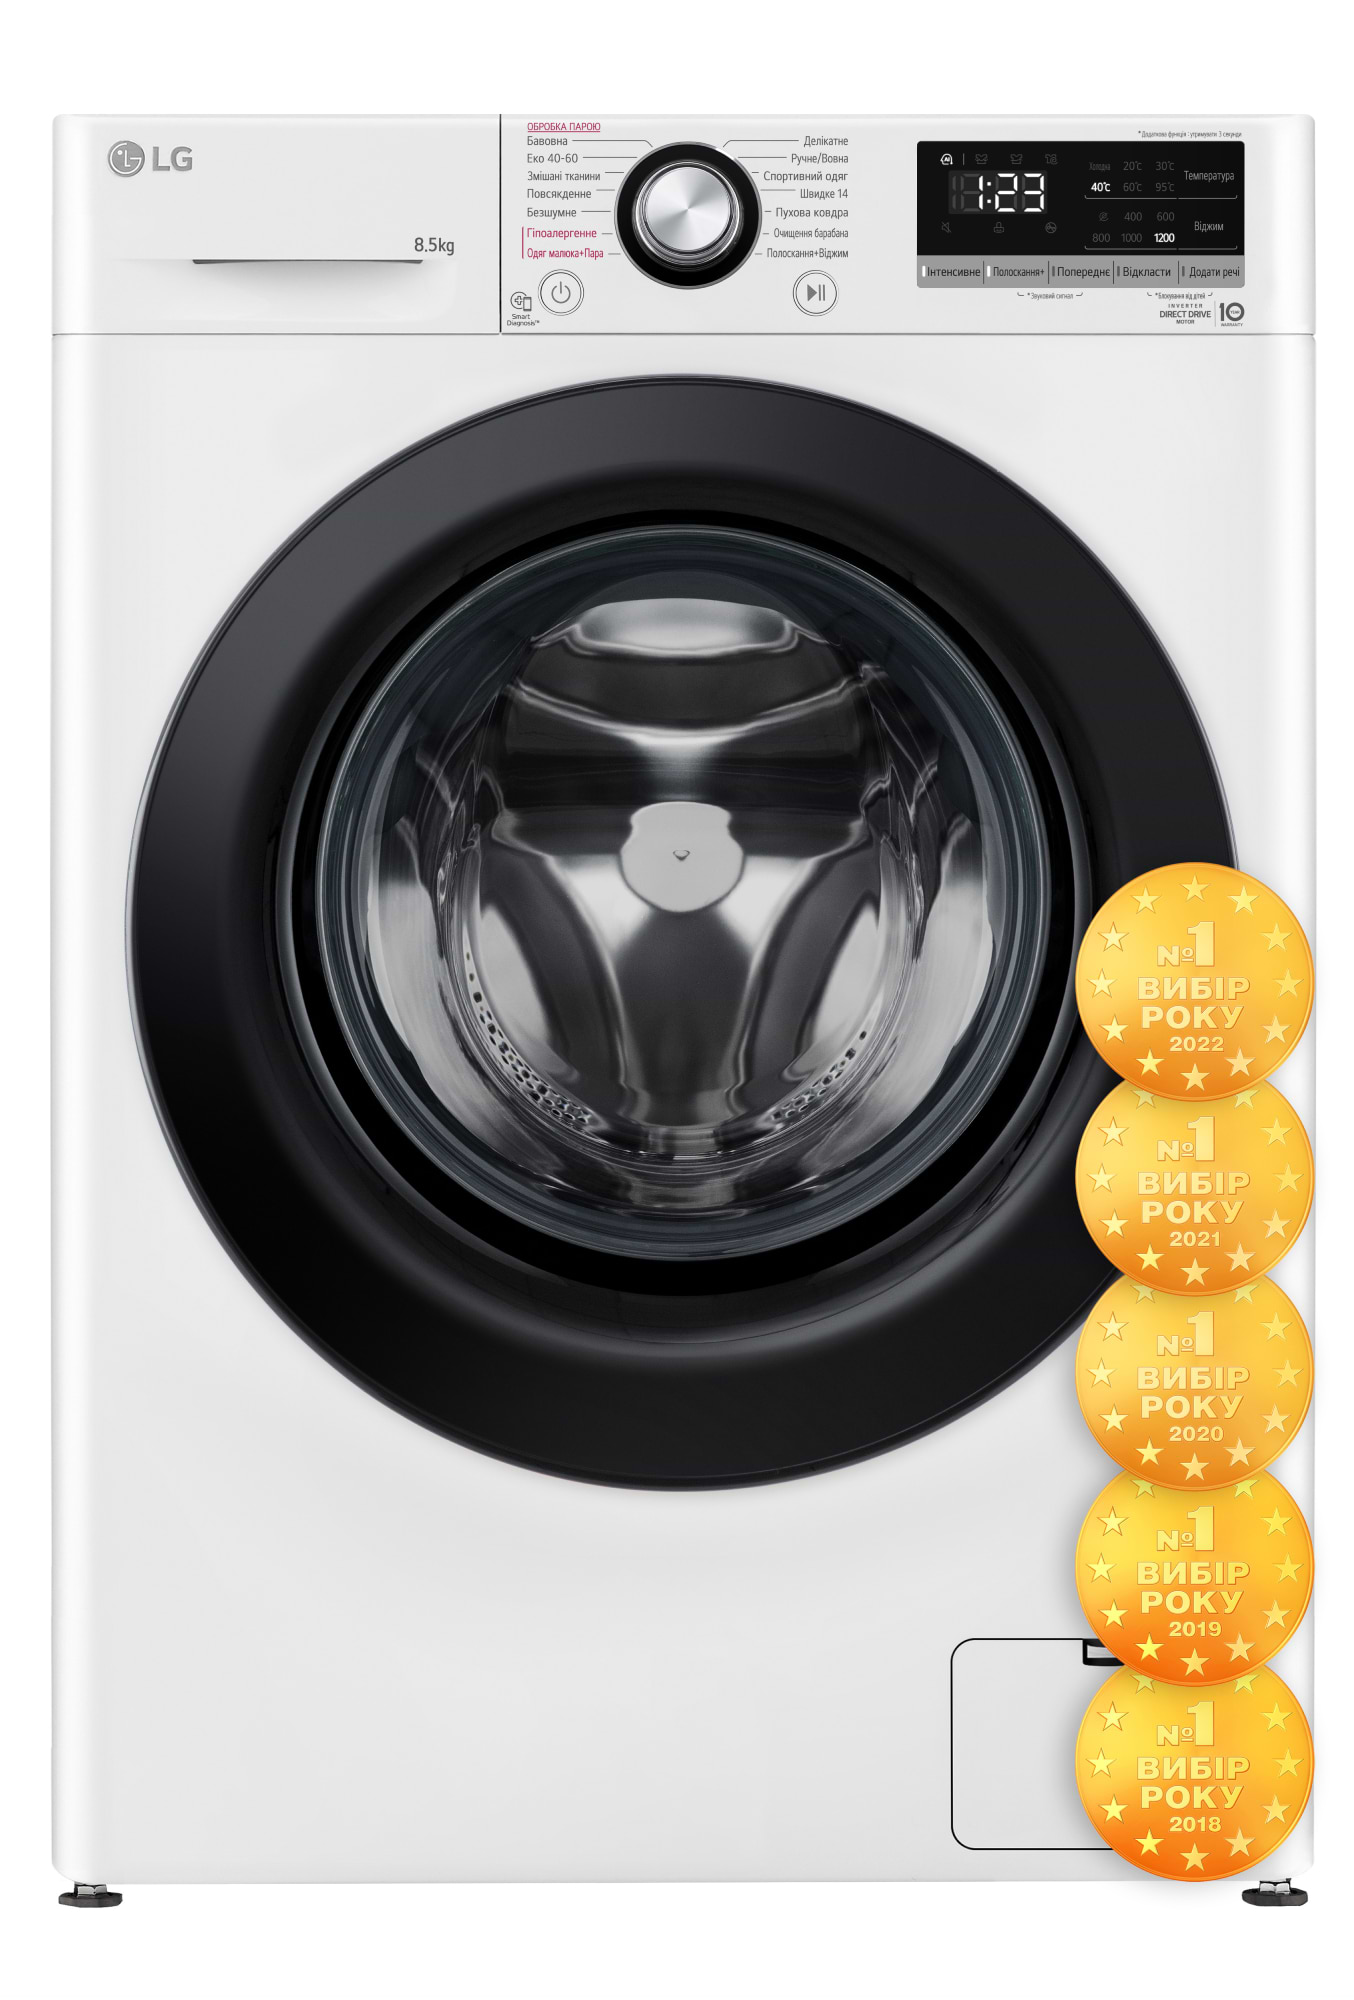 LG
8.5kg
ОБРОБКА ПАРОЮ
Бавовна
Еко 40-60
Змішані тканини
Повсякденне
Безшумне
Гіпоалергенне
Одяг малюка+Пара
Делікатне
Ручне/Вовна
Спортивний одяг
Швидке 14
Пухова ковдра
Очищення барабана
Полоскання+Віджим
Smart
Diagnosis™
*Додаткова функція : утримувати 3 секунди
AI
1:23
Холодна 20℃ 30℃
40℃ 60℃ 95℃
Температура
400 600
800 1000 1200
Віджим
Інтенсивне Полоскання+ Попереднє Відкласти Додати речі
*Звуковий сигнал
*Блокування від дітей
INVERTER
DIRECT DRIVE
MOTOR
10
YEAR
WARRANTY
№1
ВИБІР
РОКУ
2022
№1
ВИБІР
РОКУ
2021
№1
ВИБІР
РОКУ
2020
№1
ВИБІР
РОКУ
2019
№1
ВИБІР
РОКУ
2018